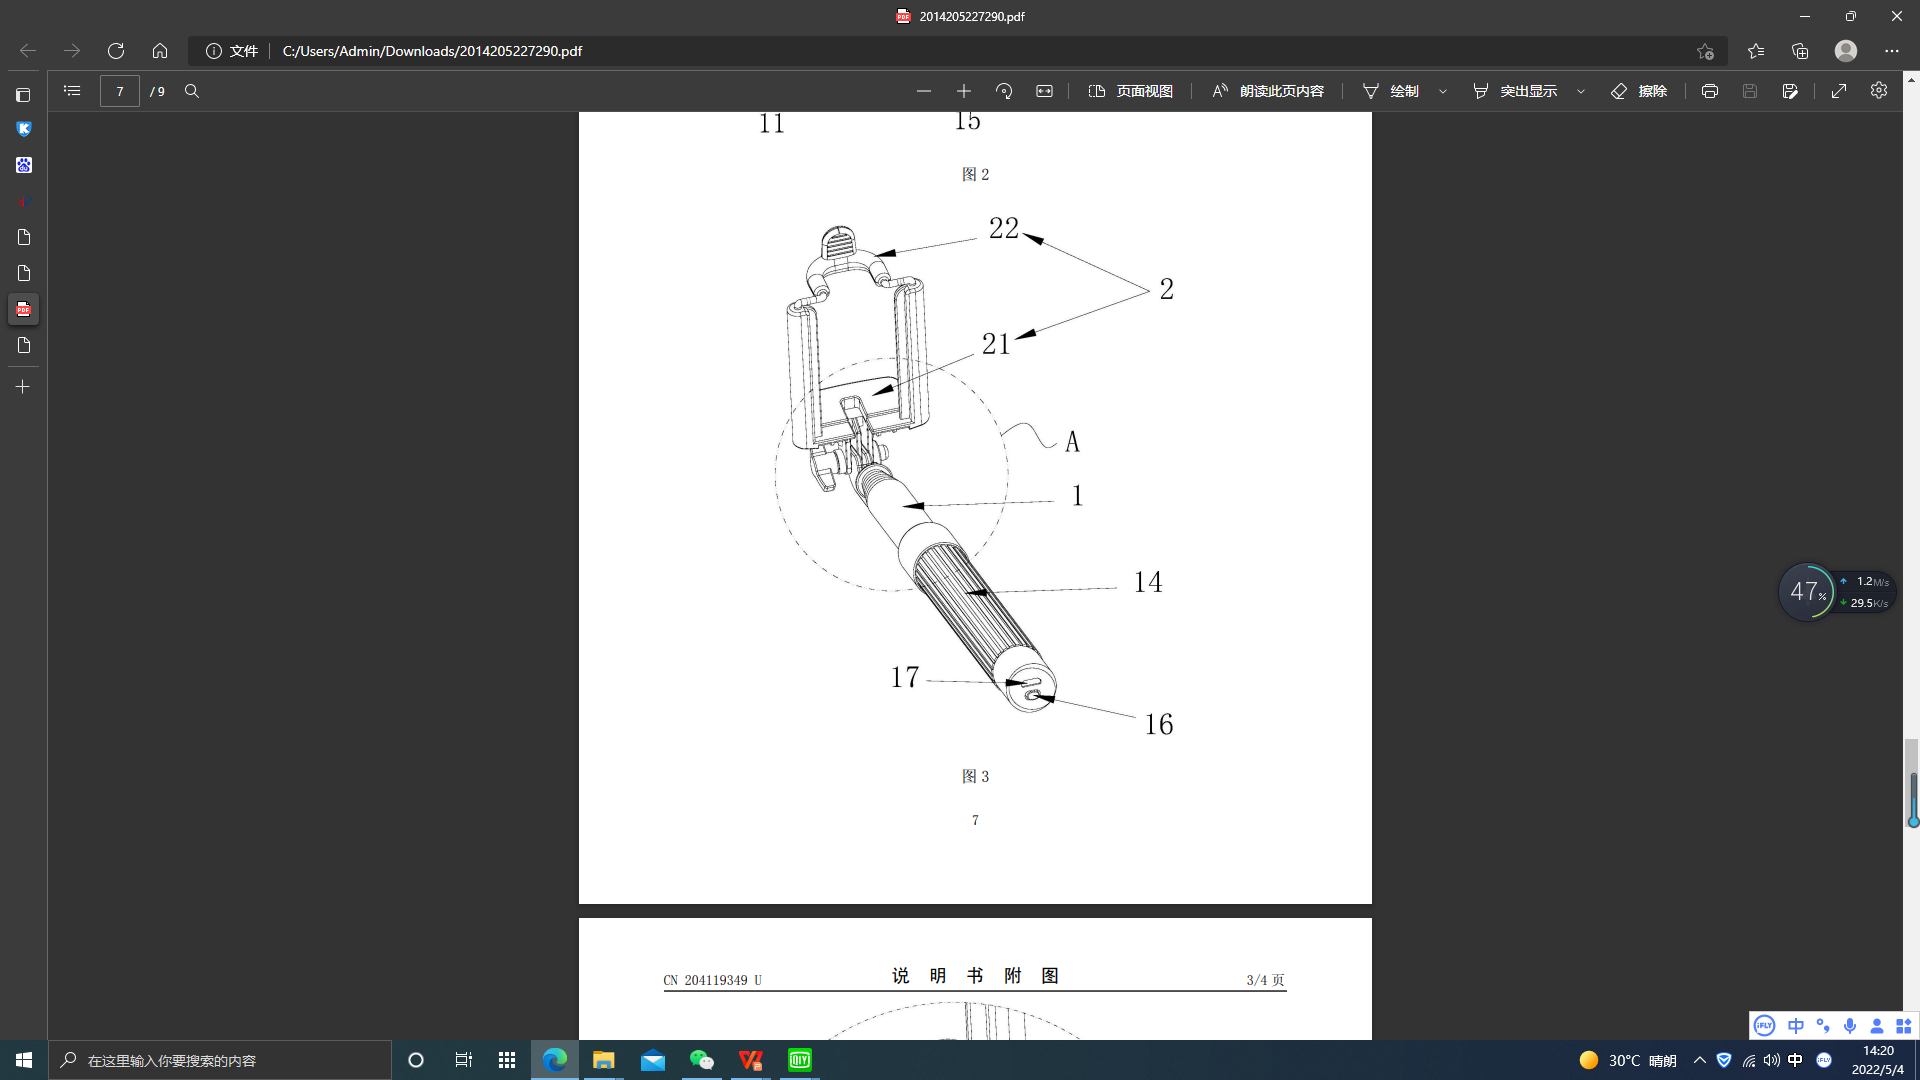 2014205227290.pdf
文件
C:/Users/Admin/Downloads/2014205227290.pdf
7 / 9
页面视图
朗读此页内容
绘制
突出显示
擦除
11 15
图 2
22
2
21
A
1
14
17
16
图 3
7
CN 204119349 U
说 明 书 附 图
3/4 页
47%
1.2M/s
29.5K/s
iFLY 中
在这里输入你要搜索的内容
30°C 晴朗
中
14:20
2022/5/4